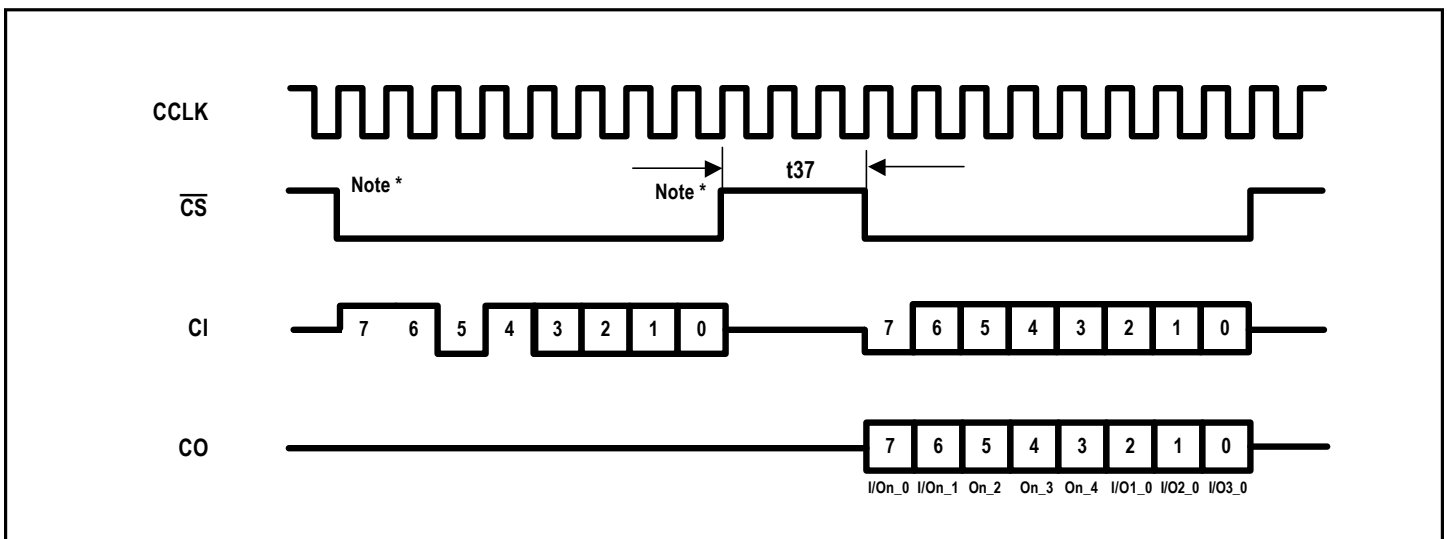 CCLK
t37
Note * Note *
CS
CI 7 6 5 4 3 2 1 0 7 6 5 4 3 2 1 0
CO 7 6 5 4 3 2 1 0
I/On_0 I/On_1 On_2 On_3 On_4 I/O1_0 I/O2_0 I/O3_0